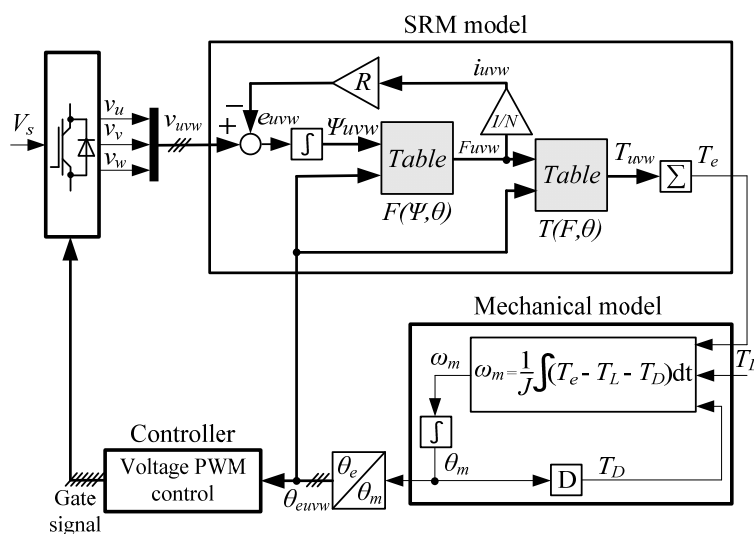 SRM model
V_s
v_u
v_v
v_w
v_uvw
−
+
e_uvw
R
i_uvw
1/N
∫
Ψ_uvw
Table
F(Ψ,θ)
F_uvw
Table
T(F,θ)
T_uvw
Σ
T_e
Mechanical model
ω_m
ω_m = 1/J ∫(T_e - T_L - T_D)dt
∫
θ_m
D
T_D
Controller
Voltage PWM
control
θ_e
θ_m
θ_euvw
Gate
signal